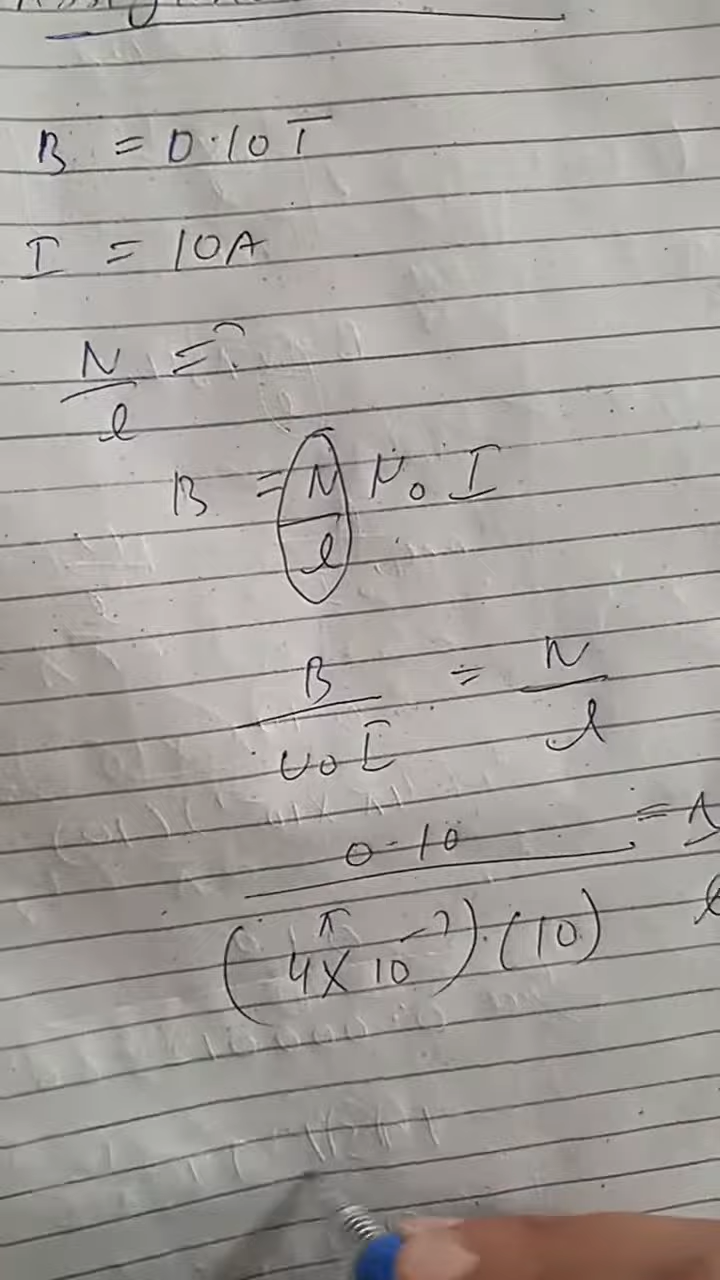 B = 0.10 T
I = 10A
N/l = ?
B = N/l μ₀ I
B/μ₀I = N/l
0.10/(4π × 10⁻⁷).(10) = N/l